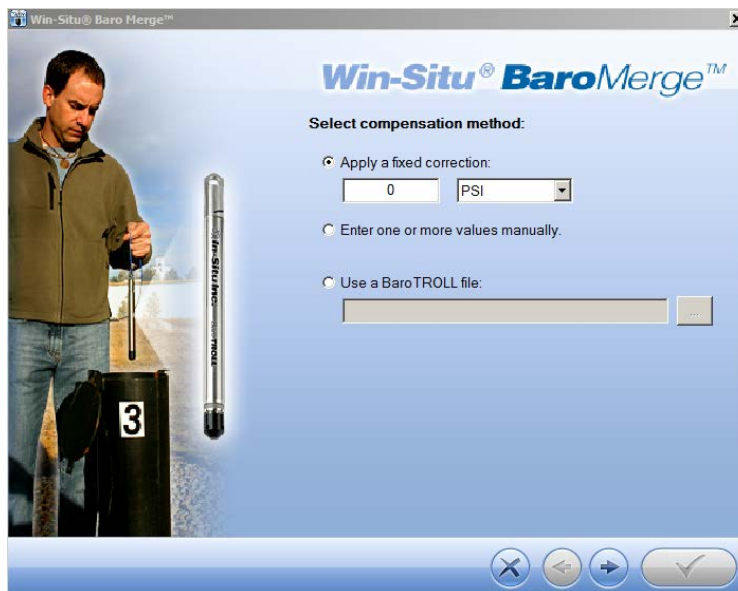 Win-Situ® Baro Merge™
Win-Situ® BaroMerge™
Select compensation method:
Apply a fixed correction:
0 PSI
Enter one or more values manually.
Use a BaroTROLL file:
...
In-Situ Inc.
TROLL
3